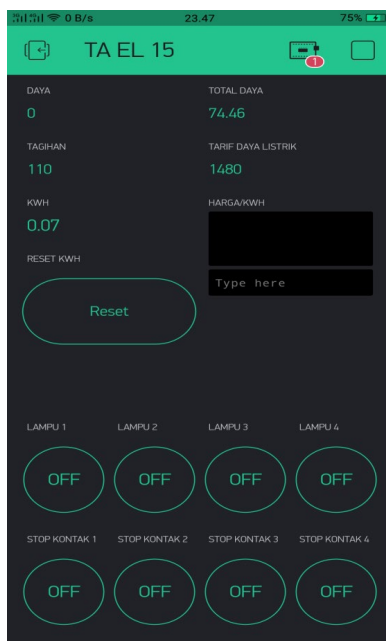 0 B/s 23.47 75%
TA EL 15 1
DAYA TOTAL DAYA
0 74.46
TAGIHAN TARIF DAYA LISTRIK
110 1480
KWH HARGA/KWH
0.07
RESET KWH
Type here
Reset
LAMPU 1 LAMPU 2 LAMPU 3 LAMPU 4
OFF OFF OFF OFF
STOP KONTAK 1 STOP KONTAK 2 STOP KONTAK 3 STOP KONTAK 4
OFF OFF OFF OFF